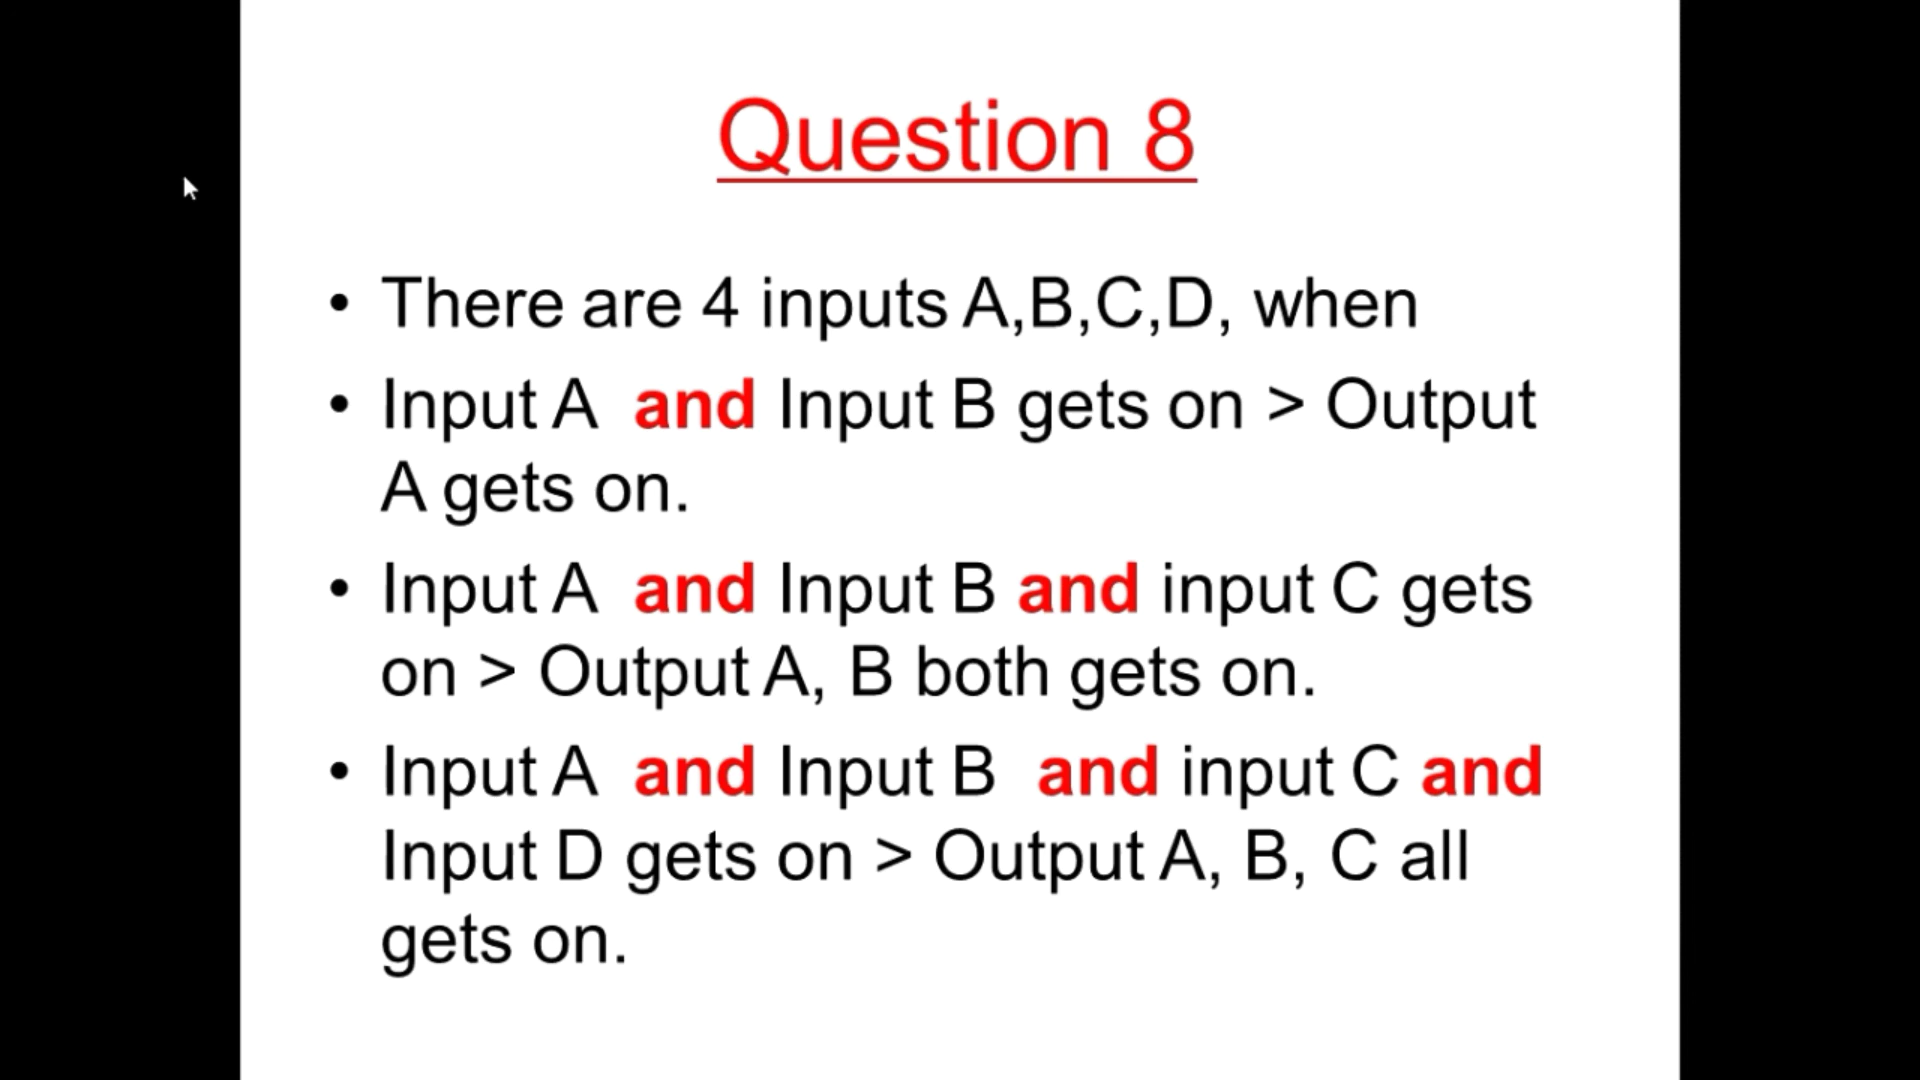 Question 8
• There are 4 inputs A,B,C,D, when
• Input A and Input B gets on > Output
A gets on.
• Input A and Input B and input C gets
on > Output A, B both gets on.
• Input A and Input B and input C and
Input D gets on > Output A, B, C all
gets on.